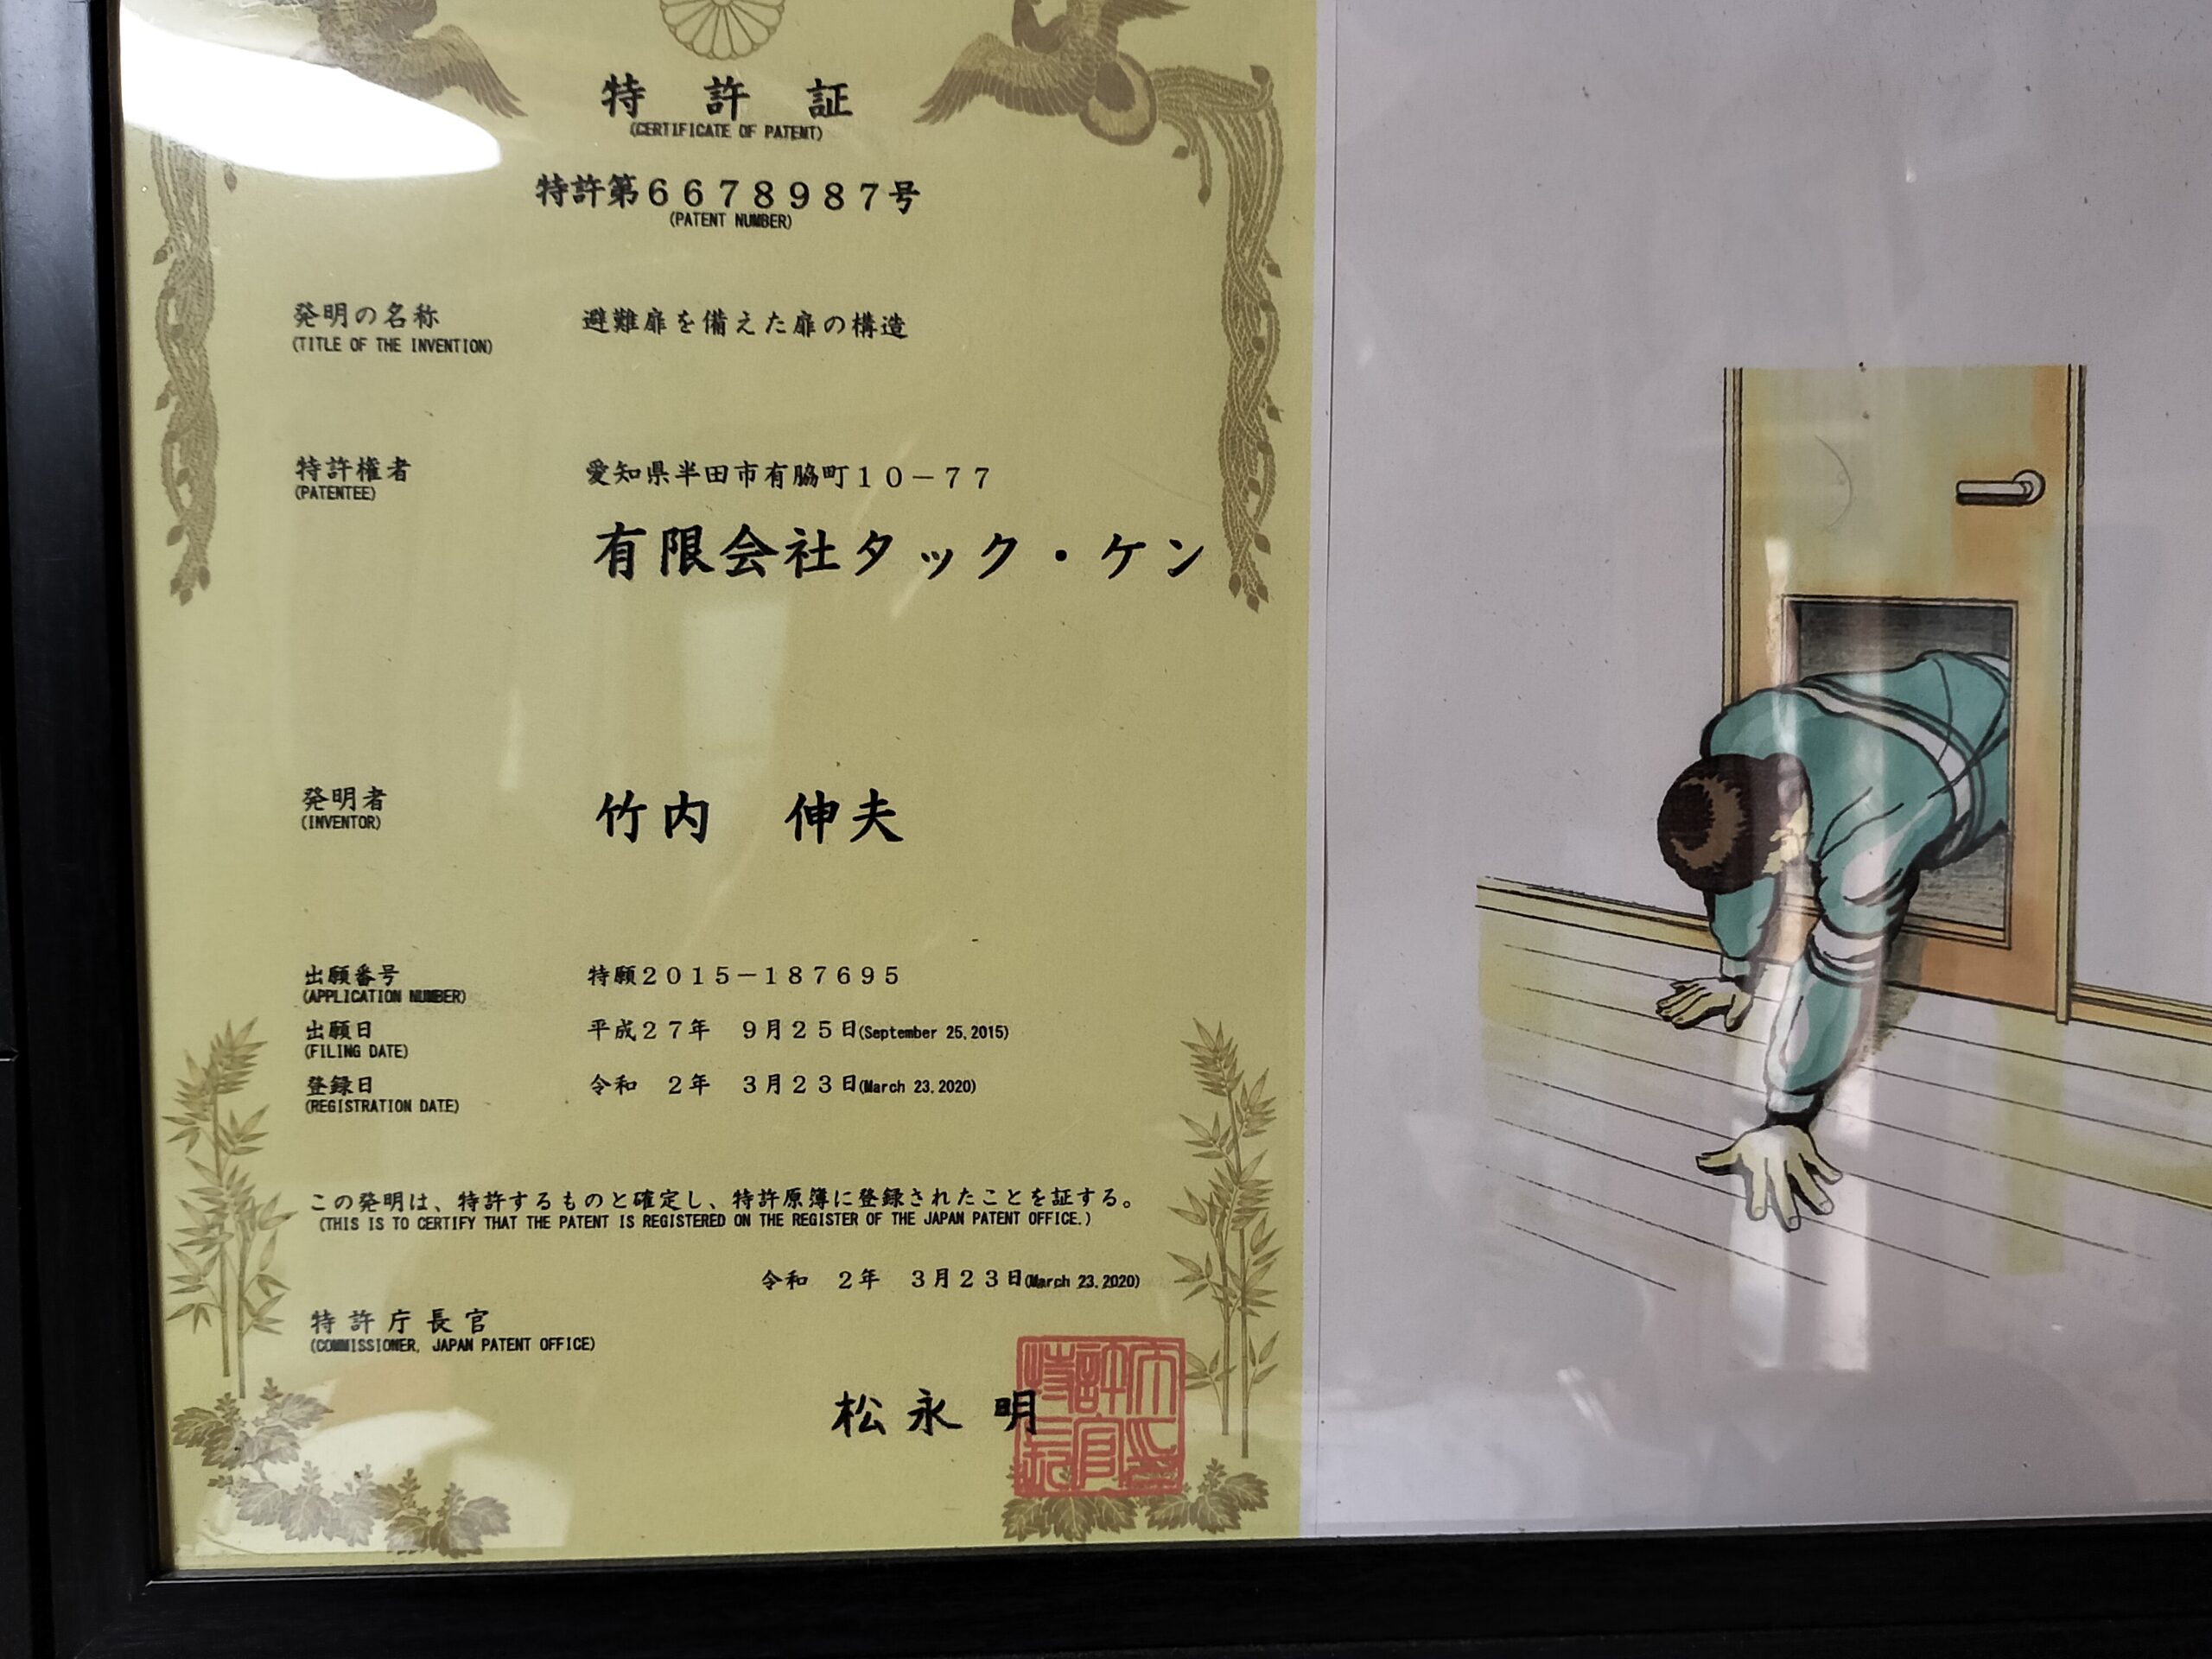 特許証
(CERTIFICATE OF PATENT)
特許第６６７８９８７号
(PATENT NUMBER)
発明の名称 避難扉を備えた扉の構造
(TITLE OF THE INVENTION)
特許権者 愛知県半田市有脇町１０－７７
(PATENTEE)
有限会社タック・ケン
発明者 竹内　伸夫
(INVENTOR)
出願番号 特願２０１５－１８７６９５
(APPLICATION NUMBER)
出願日 平成２７年　９月２５日(September 25,2015)
(FILING DATE)
登録日 令和　２年　３月２３日(March 23,2020)
(REGISTRATION DATE)
この発明は、特許するものと確定し、特許原簿に登録されたことを証する。
(THIS IS TO CERTIFY THAT THE PATENT IS REGISTERED ON THE REGISTER OF THE JAPAN PATENT OFFICE.)
令和　２年　３月２３日(March 23,2020)
特許庁長官
(COMMISSIONER, JAPAN PATENT OFFICE)
松永明